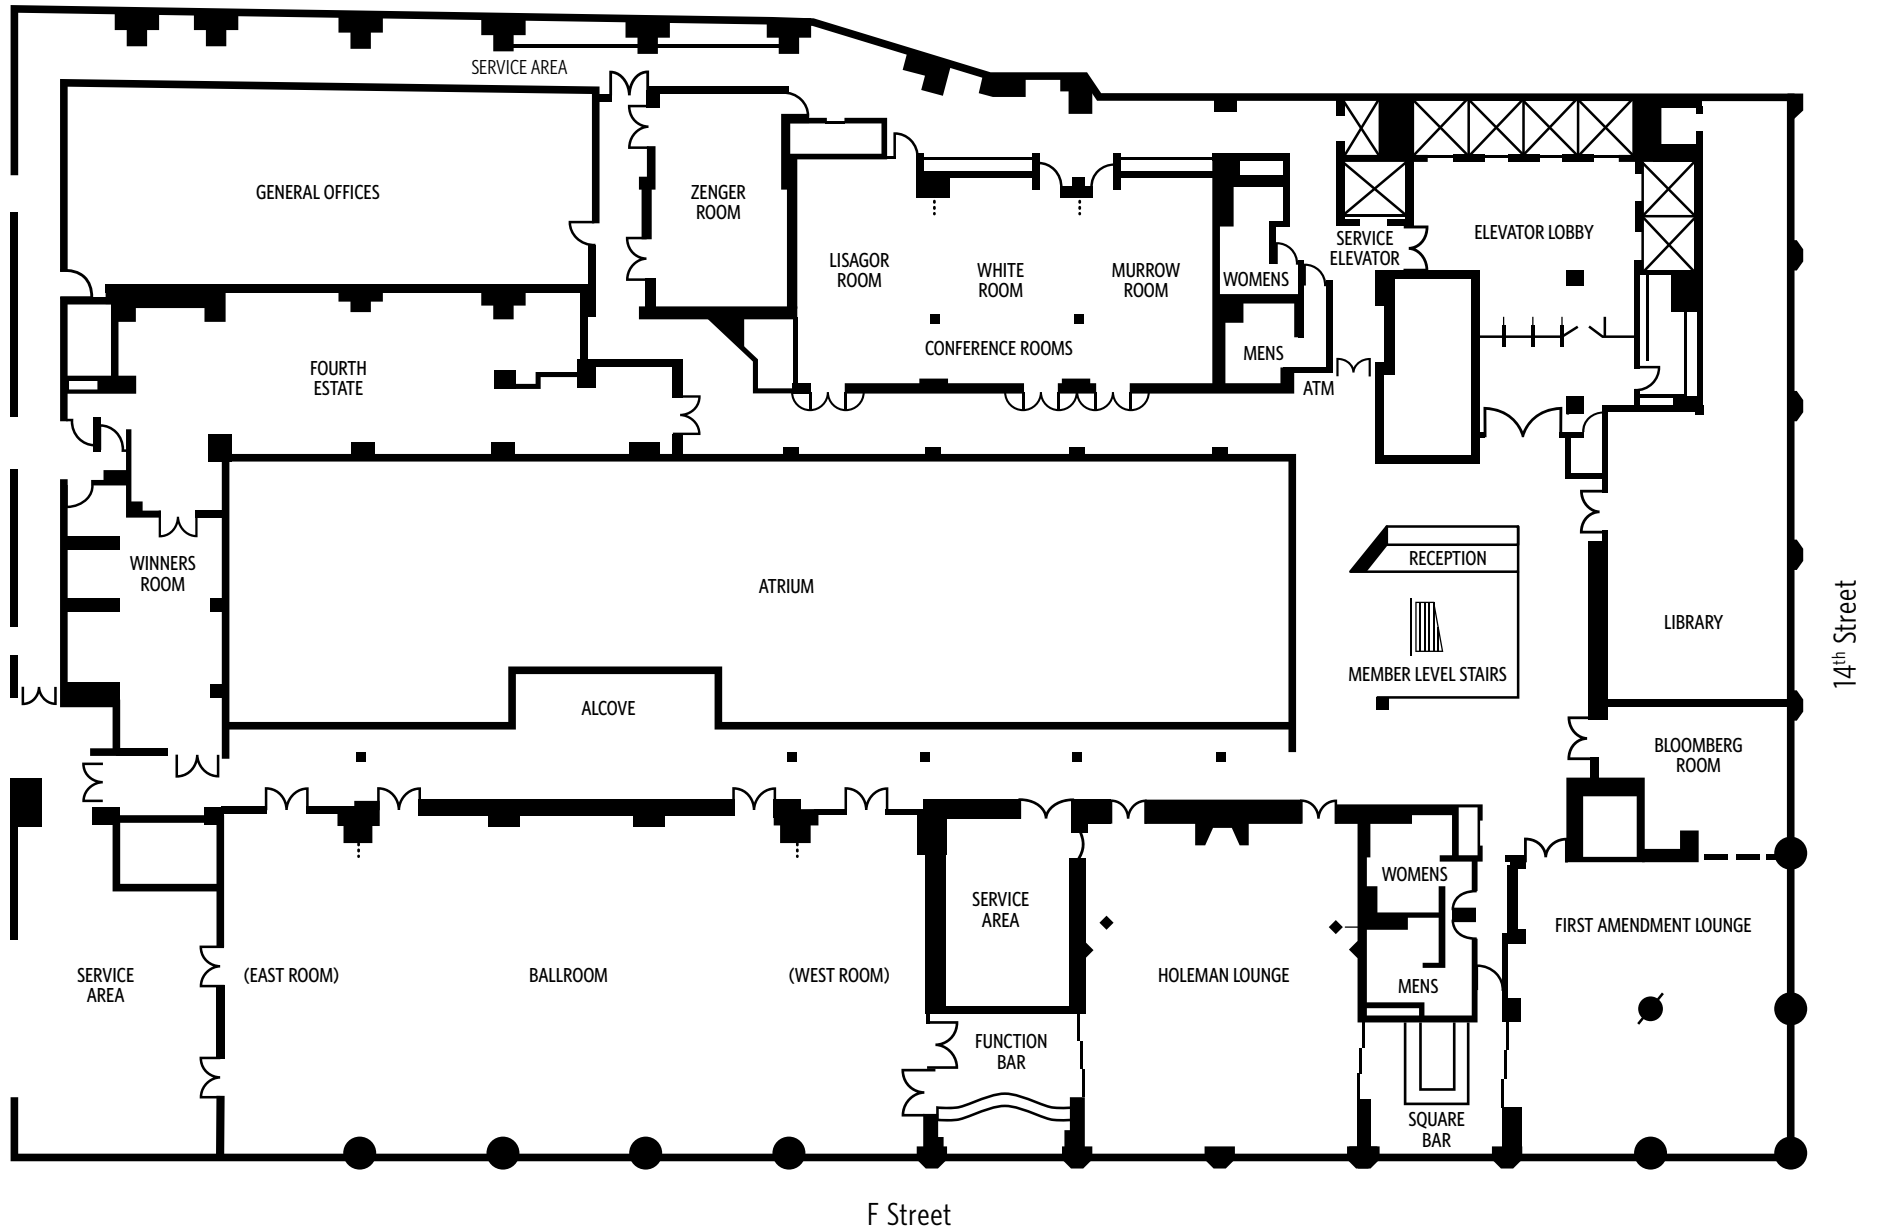 SERVICE AREA
GENERAL OFFICES
ZENGER
ROOM
LISAGOR
ROOM
WHITE
ROOM
MURROW
ROOM
WOMENS
SERVICE
ELEVATOR
ELEVATOR LOBBY
CONFERENCE ROOMS
MENS
ATM
FOURTH
ESTATE
WINNERS
ROOM
ATRIUM
RECEPTION
MEMBER LEVEL STAIRS
LIBRARY
14th Street
ALCOVE
BLOOMBERG
ROOM
SERVICE
AREA
(EAST ROOM)
BALLROOM
(WEST ROOM)
SERVICE
AREA
FUNCTION
BAR
HOLEMAN LOUNGE
WOMENS
MENS
SQUARE
BAR
FIRST AMENDMENT LOUNGE
F Street